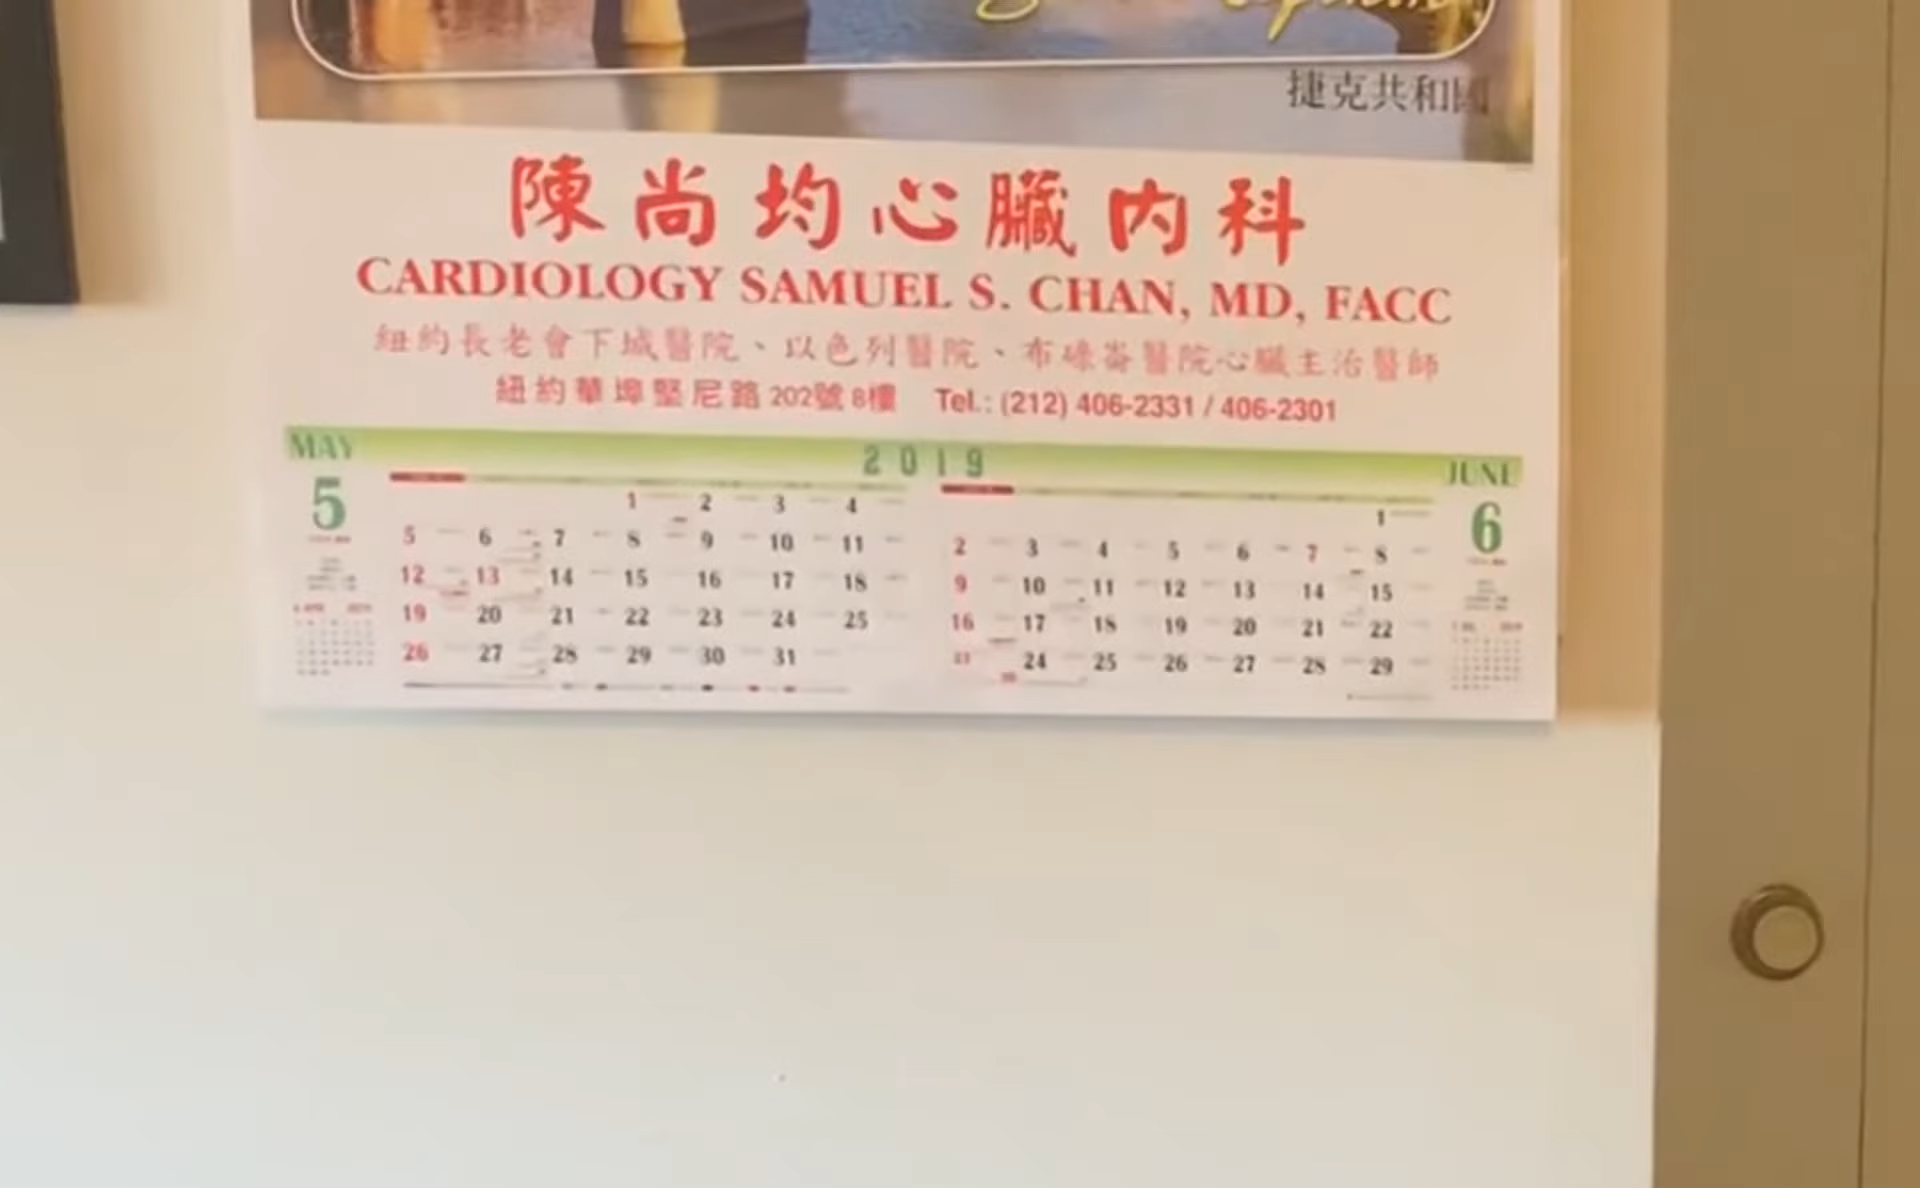 捷克共和國
陳尚均心臟內科
CARDIOLOGY SAMUEL S. CHAN, MD, FACC
紐約長老會下城醫院、以色列醫院、布碌崙醫院心臟主治醫師
紐約華埠堅尼路202號8樓 Tel.: (212) 406-2331 / 406-2301
MAY 2019 JUNE
5
1 2 3 4
5 6 7 8 9 10 11
12 13 14 15 16 17 18
19 20 21 22 23 24 25
26 27 28 29 30 31
6
1
2 3 4 5 6 7 8
9 10 11 12 13 14 15
16 17 18 19 20 21 22
23 24 25 26 27 28 29
30